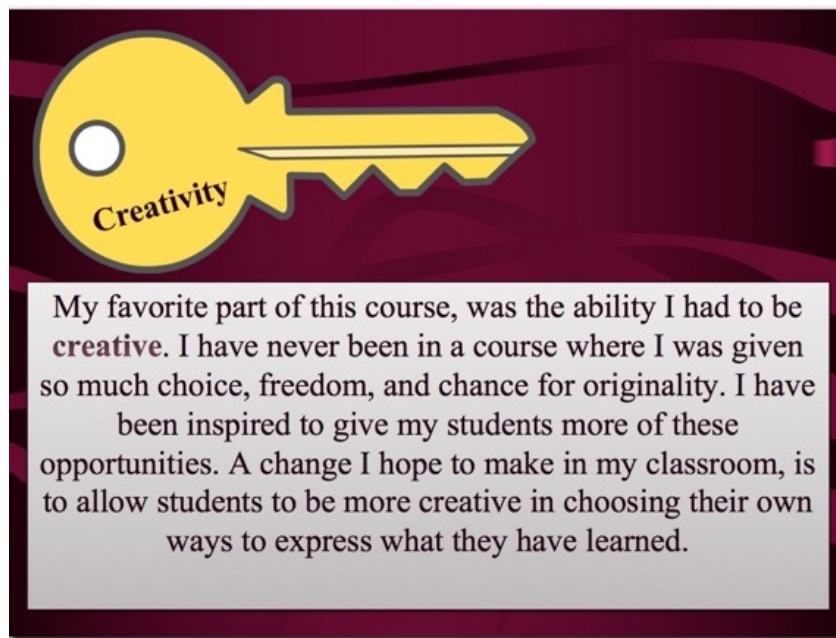 Creativity
My favorite part of this course, was the ability I had to be
creative. I have never been in a course where I was given
so much choice, freedom, and chance for originality. I have
been inspired to give my students more of these
opportunities. A change I hope to make in my classroom, is
to allow students to be more creative in choosing their own
ways to express what they have learned.